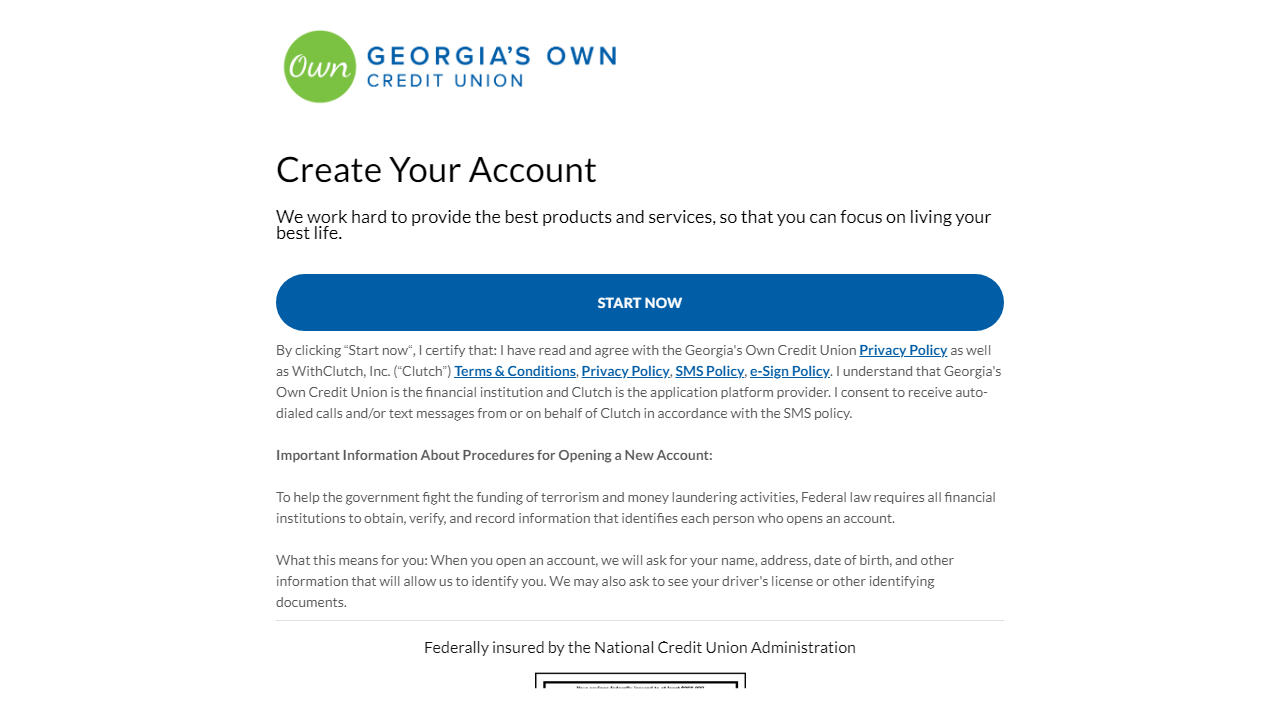 Own
GEORGIA'S OWN
CREDIT UNION
Create Your Account
We work hard to provide the best products and services, so that you can focus on living your
best life.
START NOW
By clicking “Start now“, I certify that: I have read and agree with the Georgia's Own Credit Union Privacy Policy as well
as WithClutch, Inc. (“Clutch”) Terms & Conditions, Privacy Policy, SMS Policy, e-Sign Policy. I understand that Georgia's
Own Credit Union is the financial institution and Clutch is the application platform provider. I consent to receive auto-
dialed calls and/or text messages from or on behalf of Clutch in accordance with the SMS policy.
Important Information About Procedures for Opening a New Account:
To help the government fight the funding of terrorism and money laundering activities, Federal law requires all financial
institutions to obtain, verify, and record information that identifies each person who opens an account.
What this means for you: When you open an account, we will ask for your name, address, date of birth, and other
information that will allow us to identify you. We may also ask to see your driver's license or other identifying
documents.
Federally insured by the National Credit Union Administration